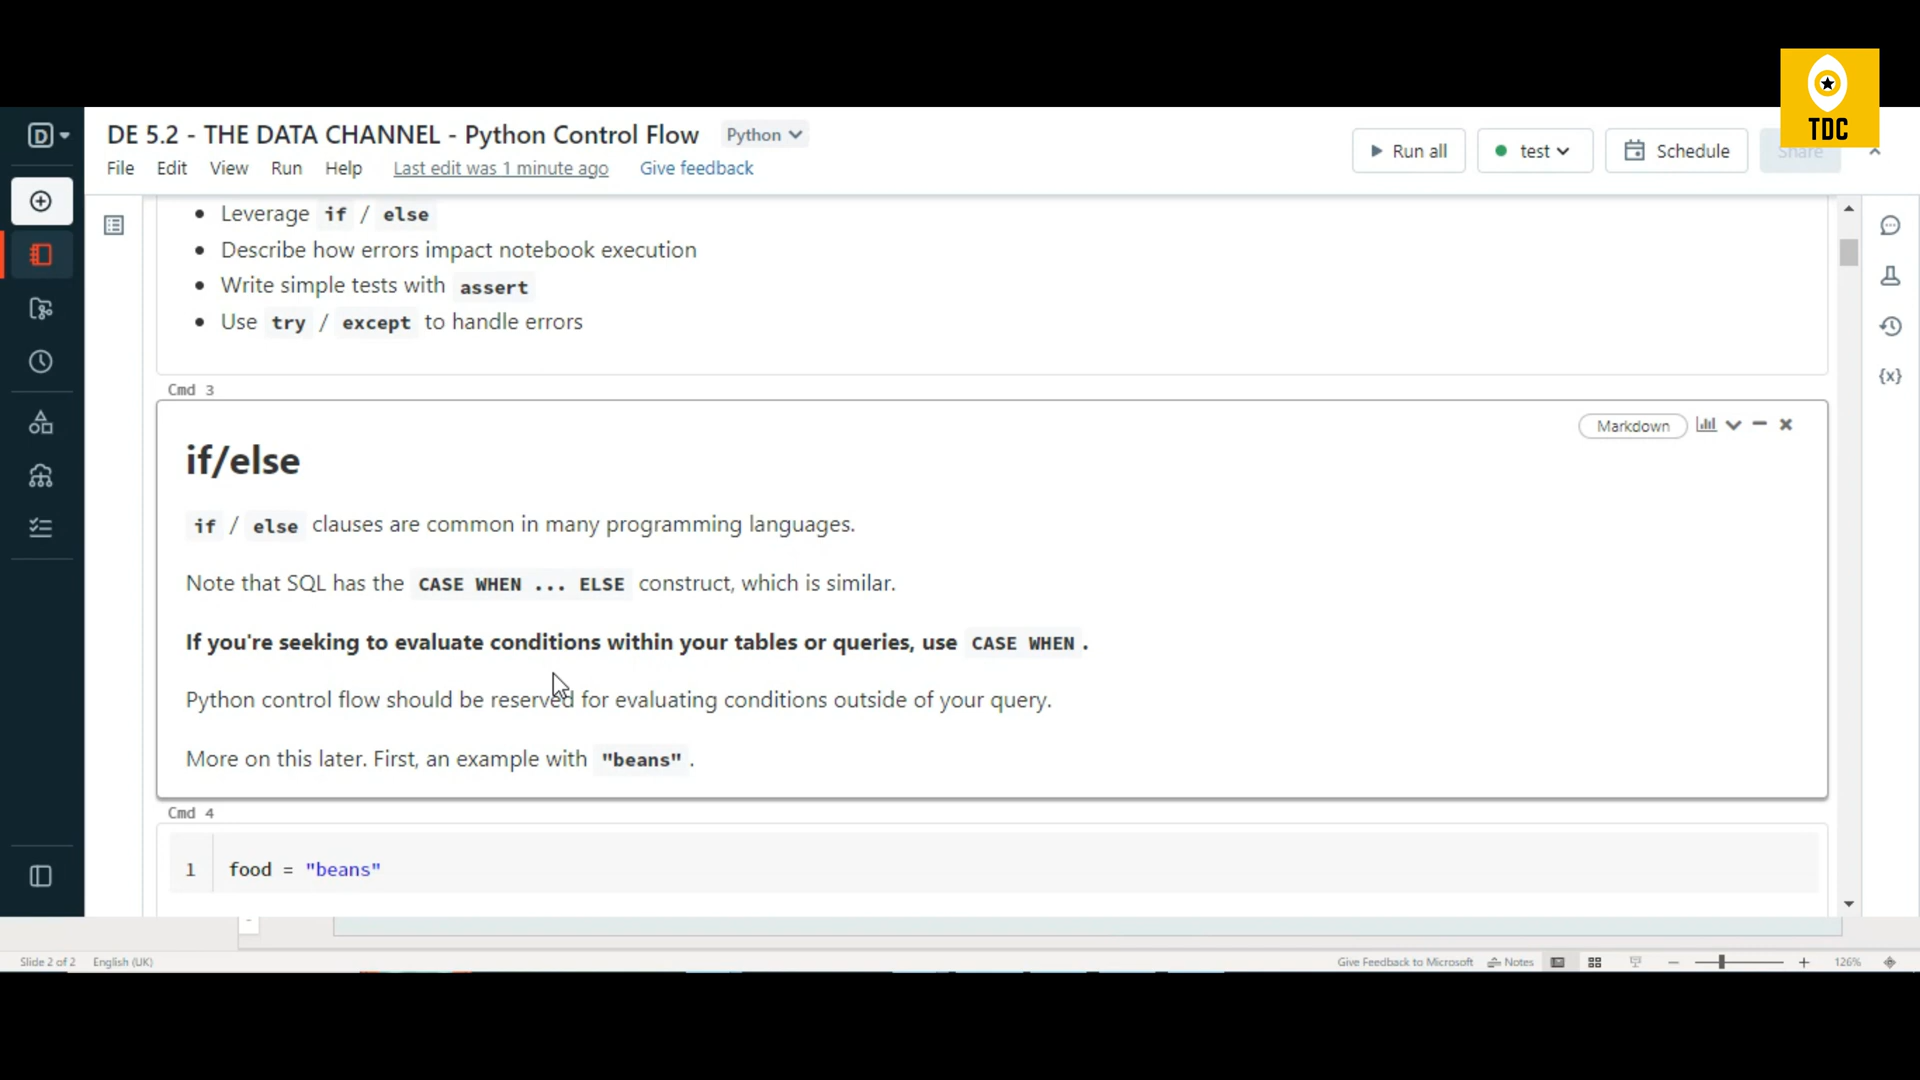 TDC
DE 5.2 - THE DATA CHANNEL - Python Control Flow Python
File Edit View Run Help Last edit was 1 minute ago Give feedback
Run all test Schedule Share
Leverage if / else
Describe how errors impact notebook execution
Write simple tests with assert
Use try / except to handle errors
Cmd 3
Markdown
if/else
if / else clauses are common in many programming languages.
Note that SQL has the CASE WHEN ... ELSE construct, which is similar.
If you're seeking to evaluate conditions within your tables or queries, use CASE WHEN .
Python control flow should be reserved for evaluating conditions outside of your query.
More on this later. First, an example with "beans" .
Cmd 4
1 food = "beans"
Slide 2 of 2 English (UK) Give Feedback to Microsoft Notes 126%